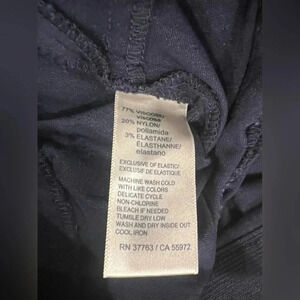 77% VISCOSE/
viscosa
20% NYLON/
poliamida
3% ELASTANE/
ÉLASTHANNE/
elastano
EXCLUSIVE OF ELASTIC/
EXCLUSIF DE ELASTIQUE
MACHINE WASH COLD
WITH LIKE COLORS
DELICATE CYCLE
NON-CHLORINE
BLEACH IF NEEDED
TUMBLE DRY LOW
WASH AND DRY INSIDE OUT
COOL IRON
RN 37763 / CA 55972